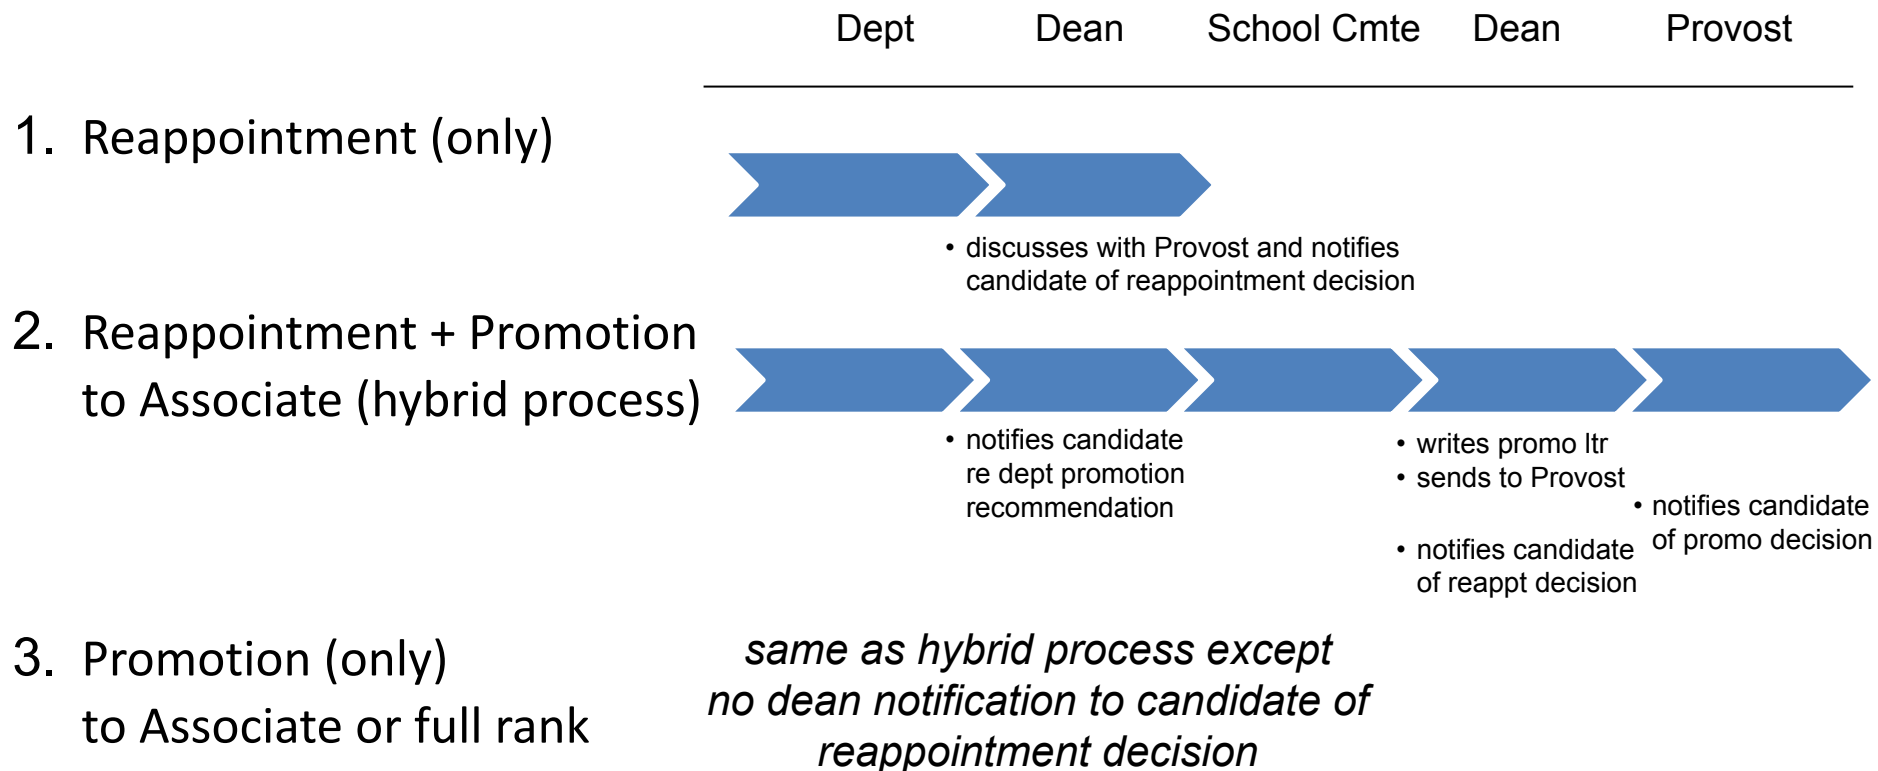 Dept Dean School Cmte Dean Provost
1. Reappointment (only)
• discusses with Provost and notifies
candidate of reappointment decision
2. Reappointment + Promotion
to Associate (hybrid process)
• notifies candidate
re dept promotion
recommendation
• writes promo ltr
• sends to Provost
• notifies candidate
of reappt decision
• notifies candidate
of promo decision
3. Promotion (only)
to Associate or full rank
same as hybrid process except
no dean notification to candidate of
reappointment decision